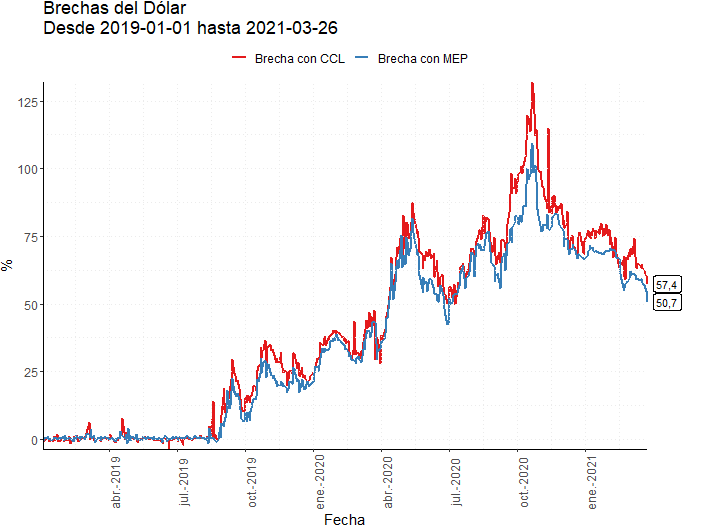 Brechas del Dólar
Desde 2019-01-01 hasta 2021-03-26
Brecha con CCL
Brecha con MEP
125
100
75
50
25
0
%
57,4
50,7
abr.-2019
jul.-2019
oct.-2019
ene.-2020
abr.-2020
jul.-2020
oct.-2020
ene.-2021
Fecha